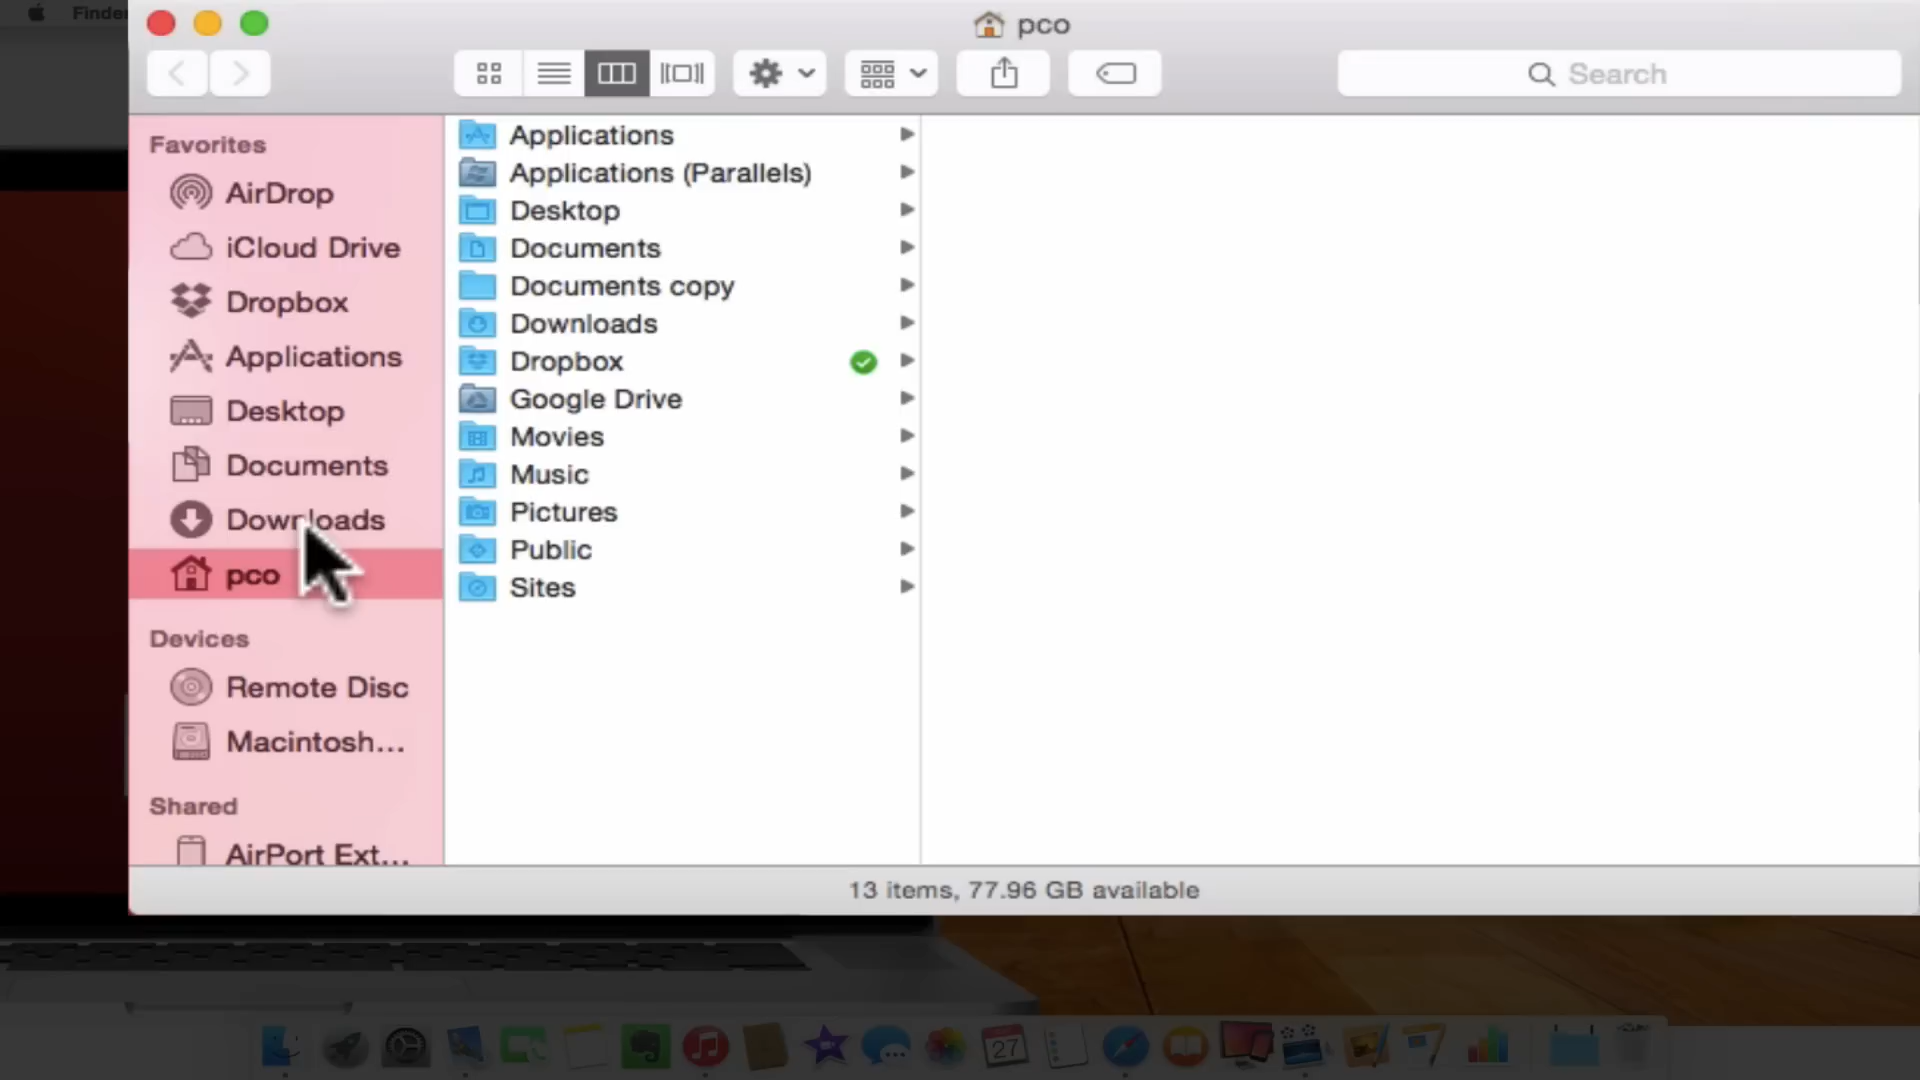 Finder
pco
Search
Favorites
AirDrop
iCloud Drive
Dropbox
Applications
Desktop
Documents
Downloads
pco
Devices
Remote Disc
Macintosh...
Shared
AirPort Ext...
Applications
Applications (Parallels)
Desktop
Documents
Documents copy
Downloads
Dropbox
Google Drive
Movies
Music
Pictures
Public
Sites
13 items, 77.96 GB available
27